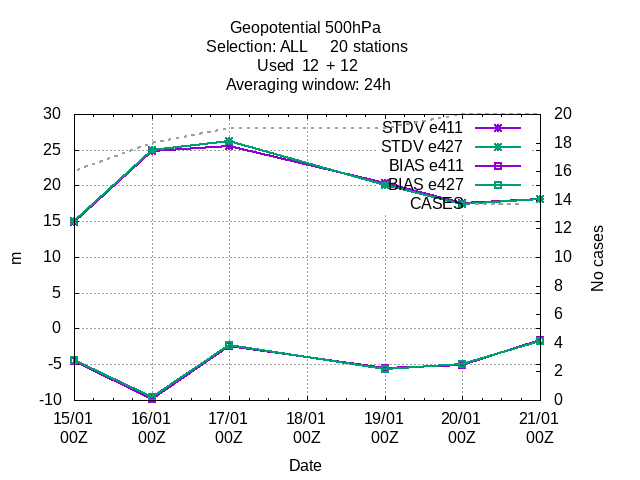 Geopotential 500hPa
Selection: ALL     20 stations
Used  12  + 12
Averaging window: 24h
30
25
20
15
10
5
0
-5
-10
m
20
18
16
14
12
10
8
6
4
2
0
No cases
STDV e411
STDV e427
BIAS e411
BIAS e427
CASES
15/01 16/01 17/01 18/01 19/01 20/01 21/01
00Z 00Z 00Z 00Z 00Z 00Z 00Z
Date